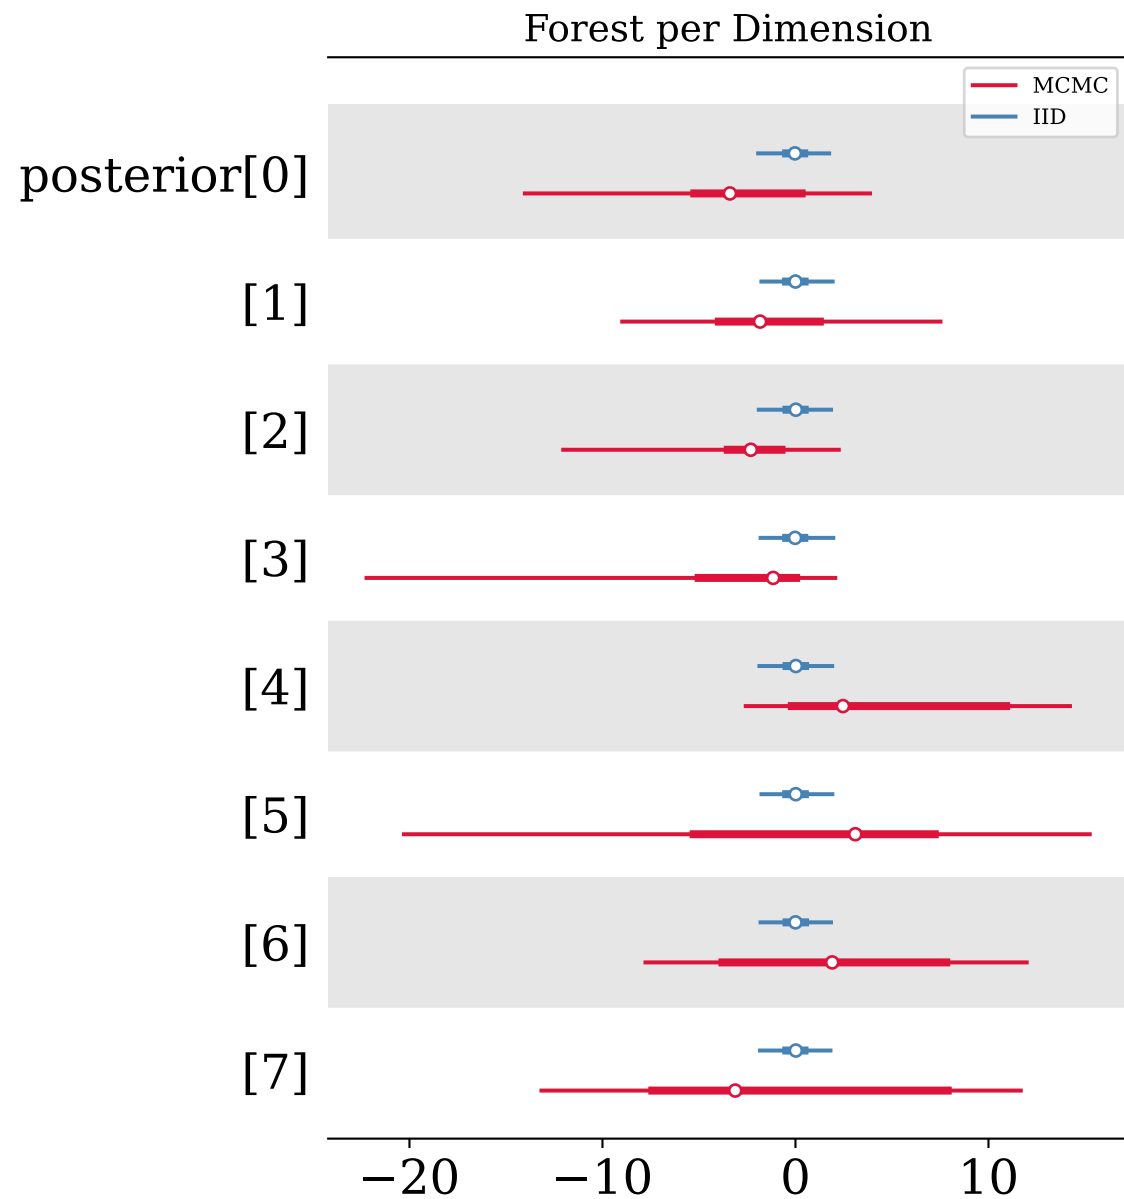 Forest per Dimension
MCMC
IID
posterior[0]
[1]
[2]
[3]
[4]
[5]
[6]
[7]
−20 −10 0 10